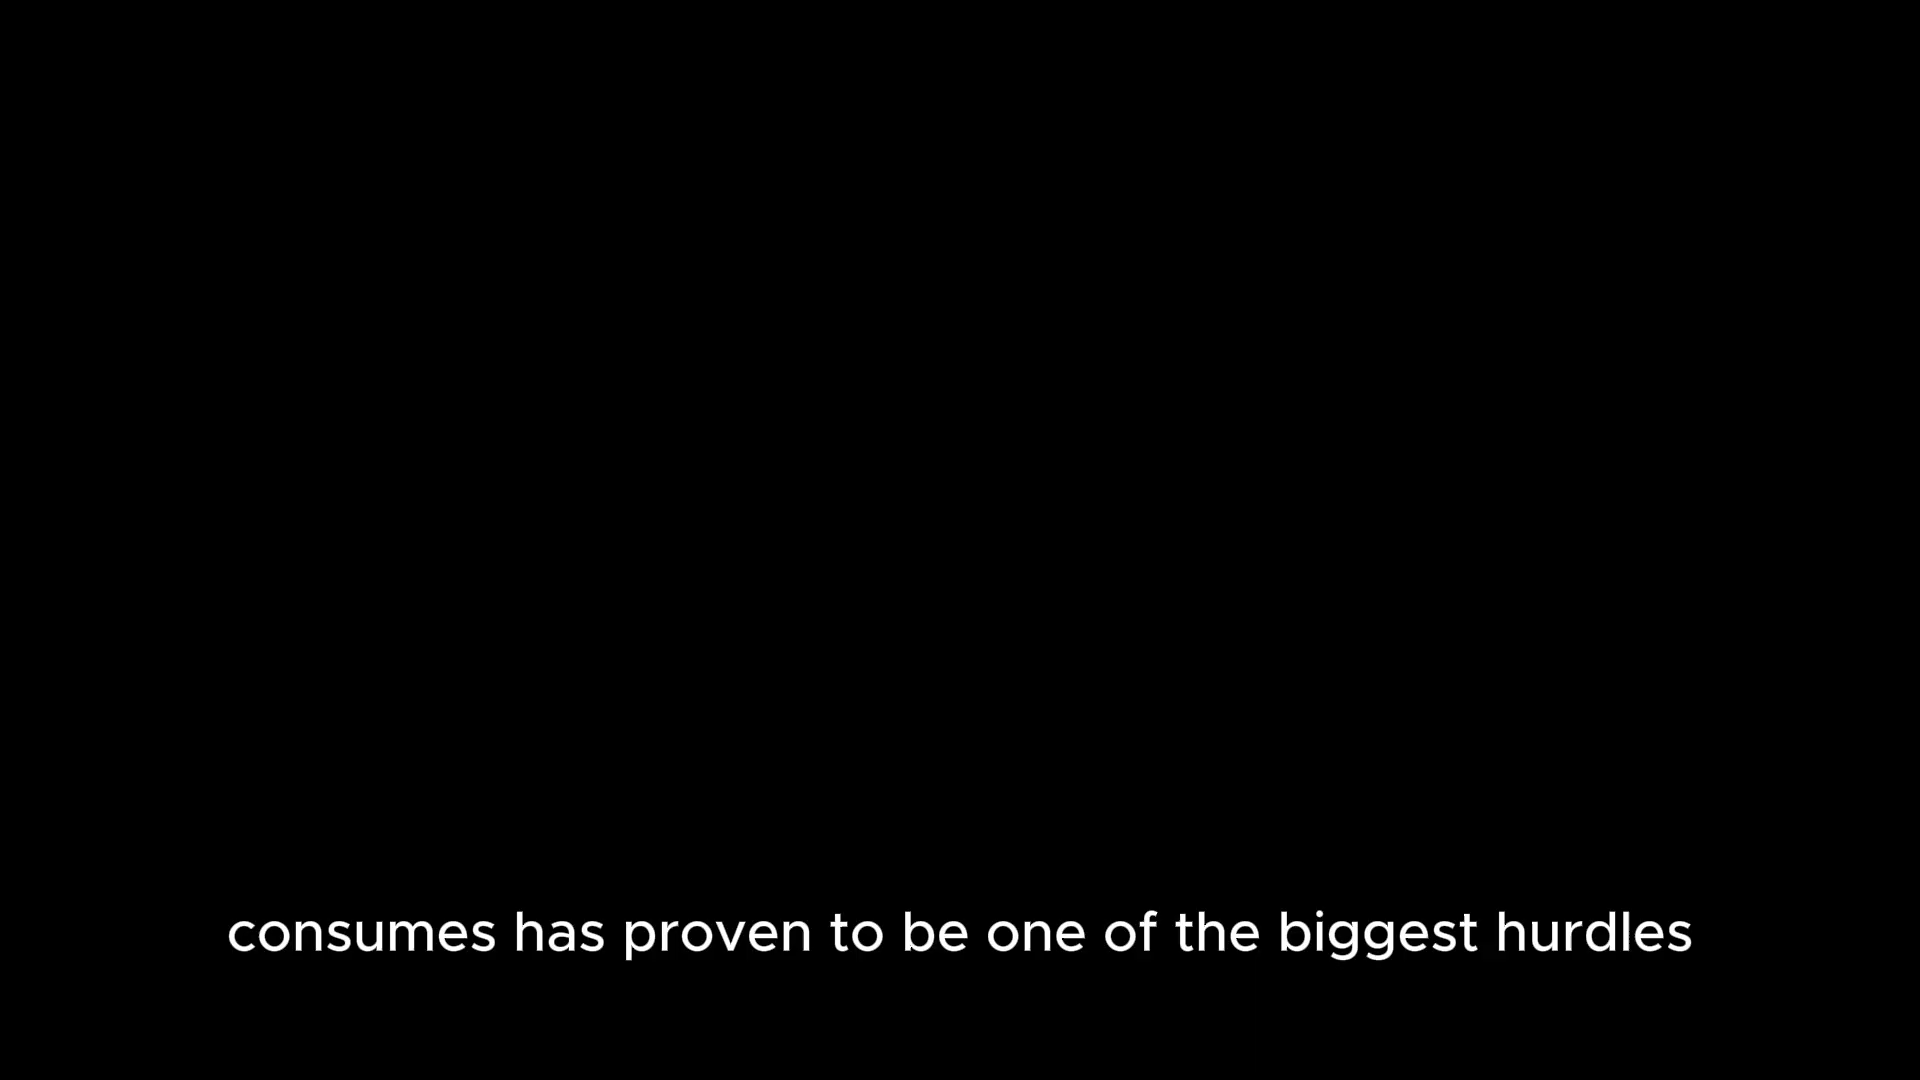 consumes has proven to be one of the biggest hurdles